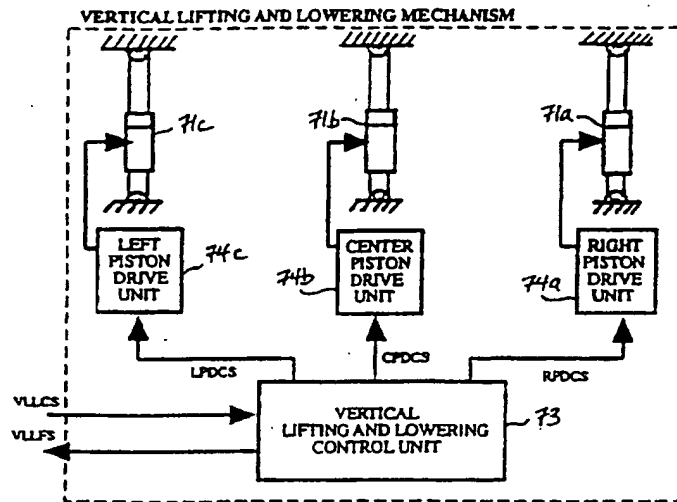 VERTICAL LIFTING AND LOWERING MECHANISM
71c
71b
71a
LEFT
PISTON
DRIVE
UNIT
74c
CENTER
PISTON
DRIVE
UNIT
74b
RIGHT
PISTON
DRIVE
UNIT
74a
LPDCS
CPDCS
RPDCS
VLLCS
VLLFS
VERTICAL
LIFTING AND LOWERING
CONTROL UNIT
73